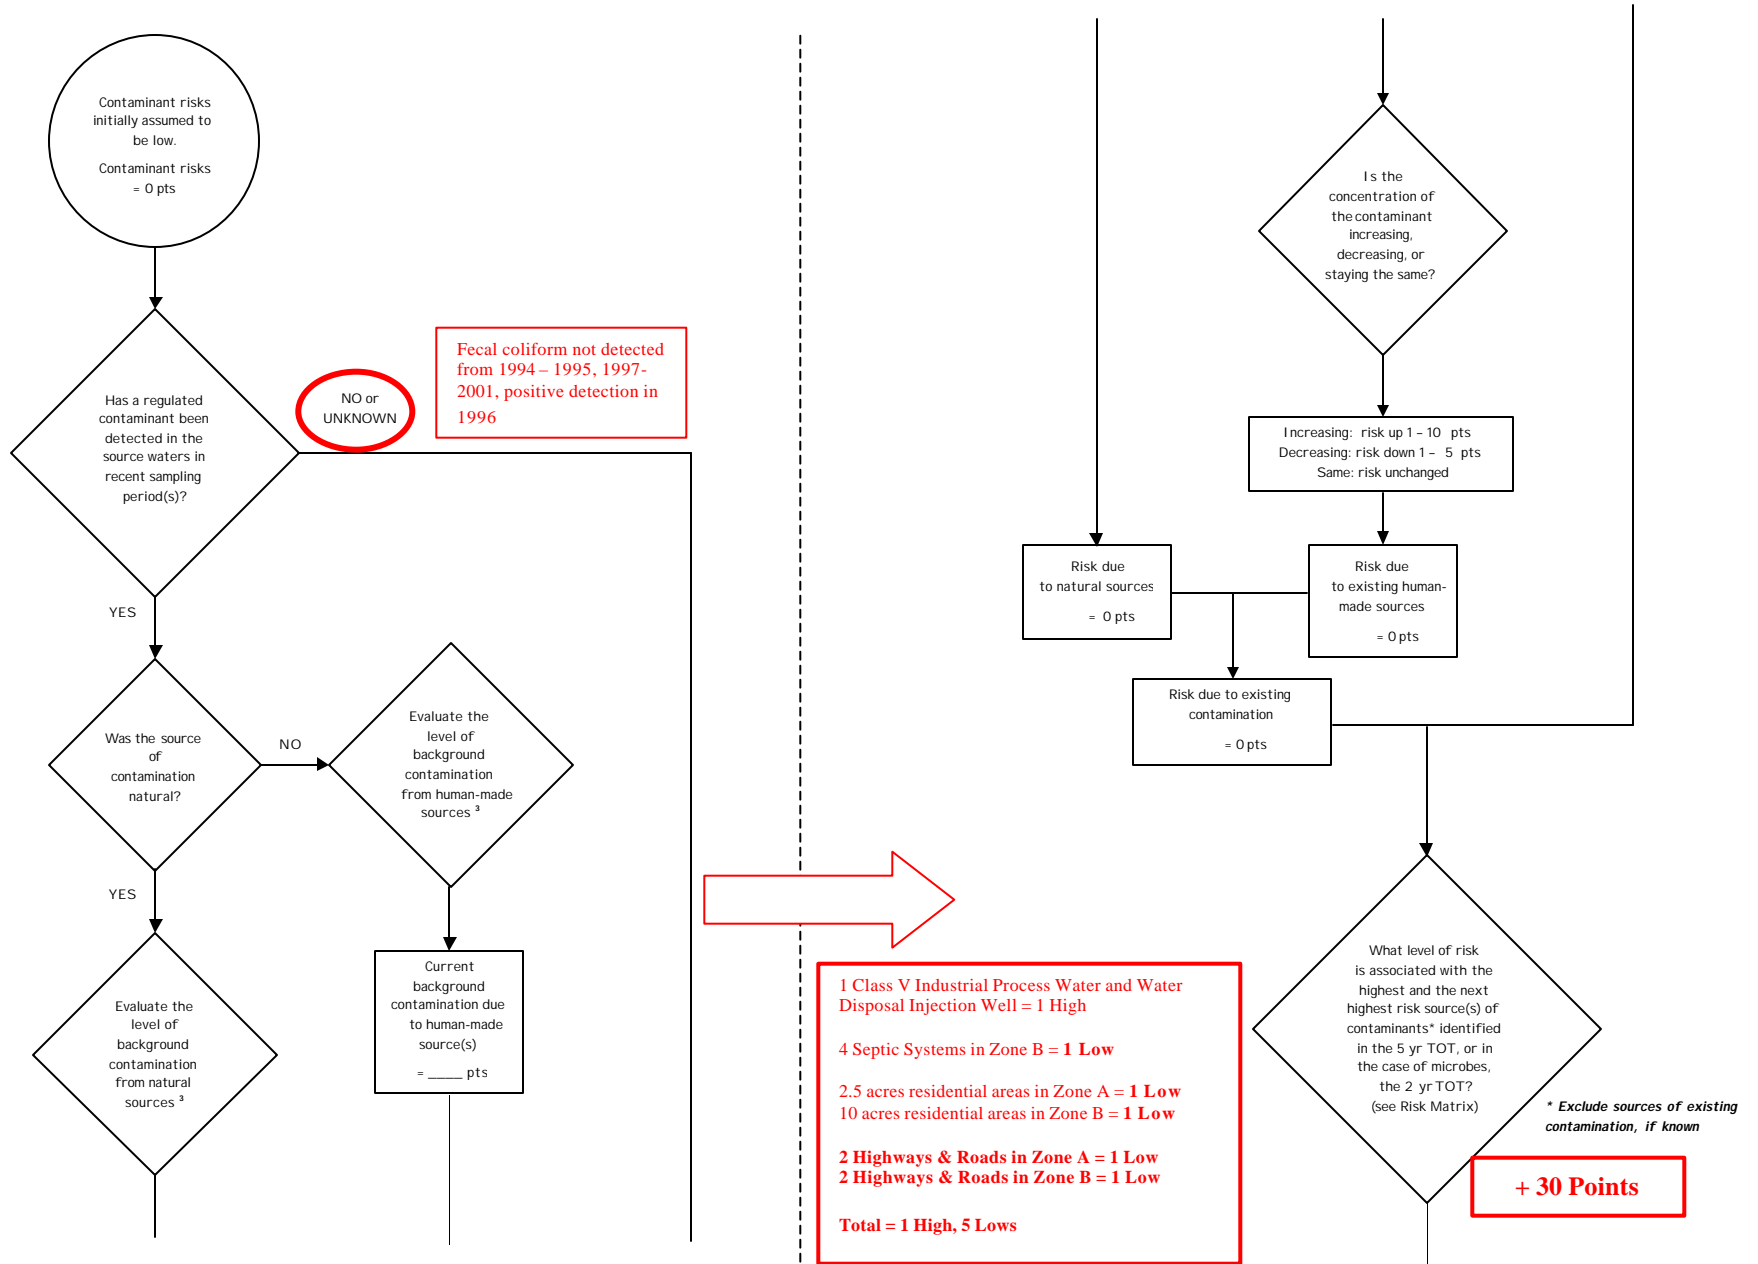 Contaminant risks
initially assumed to
be low.
Contaminant risks
= 0 pts
Has a regulated
contaminant been
detected in the
source waters in
recent sampling
period(s)?
NO or
UNKNOWN
Fecal coliform not detected
from 1994 – 1995, 1997-
2001, positive detection in
1996
YES
Was the source
of
contamination
natural?
NO
Evaluate the
level of
background
contamination
from human-made
sources ³
YES
Evaluate the
level of
background
contamination
from natural
sources ³
Current
background
contamination due
to human-made
source(s)
= ____ pts
Is the
concentration of
the contaminant
increasing,
decreasing, or
staying the same?
Increasing: risk up 1 – 10 pts
Decreasing: risk down 1 – 5 pts
Same: risk unchanged
Risk due
to natural sources
= 0 pts
Risk due
to existing human-
made sources
= 0 pts
Risk due to existing
contamination
= 0 pts
1 Class V Industrial Process Water and Water
Disposal Injection Well = 1 High
4 Septic Systems in Zone B = 1 Low
2.5 acres residential areas in Zone A = 1 Low
10 acres residential areas in Zone B = 1 Low
2 Highways & Roads in Zone A = 1 Low
2 Highways & Roads in Zone B = 1 Low
Total = 1 High, 5 Lows
What level of risk
is associated with the
highest and the next
highest risk source(s) of
contaminants* identified
in the 5 yr TOT, or in
the case of microbes,
the 2 yr TOT?
(see Risk Matrix)
* Exclude sources of existing
contamination, if known
+ 30 Points